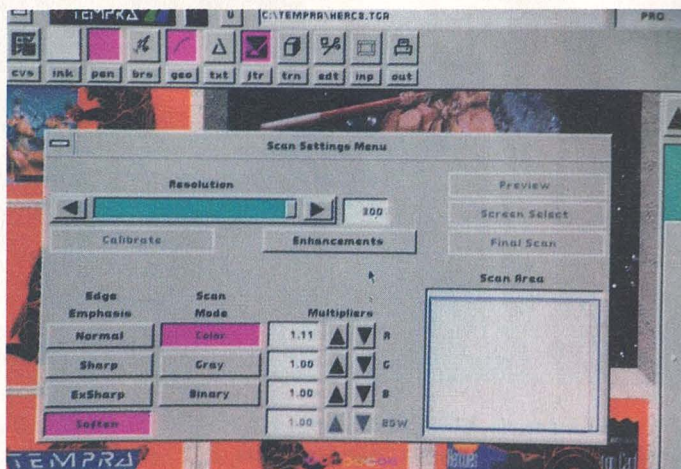 TEMPRA U C:\TEMPRA\HERC8.TGA PRO
cvs ink pen brs geo txt jtr trn edt inp out
Scan Settings Menu
Resolution
300
Preview
Screen Select
Final Scan
Calibrate Enhancements
Scan Area
Edge Emphasis
Scan Mode
Multipliers
Normal Color 1.11 R
Sharp Gray 1.00 G
ExSharp Binary 1.00 B
Soften 1.00 B&W
TEMPRA